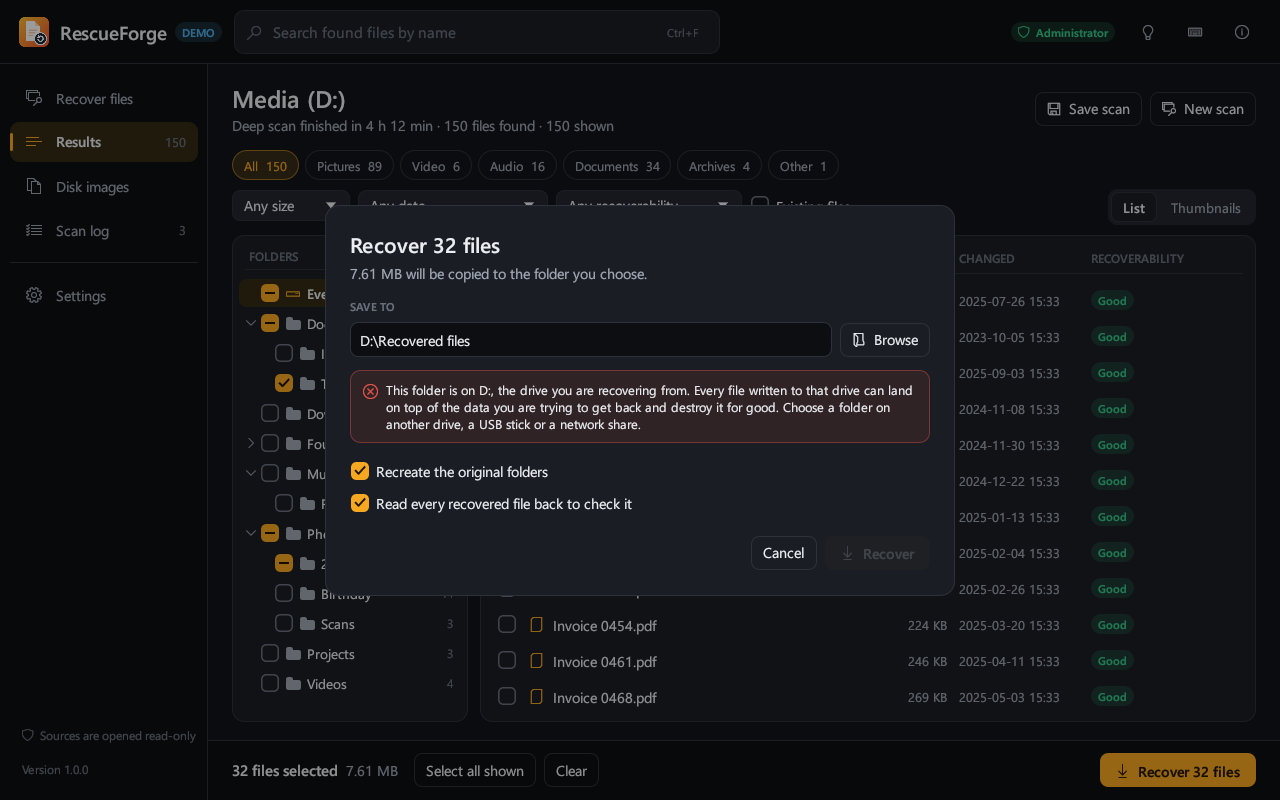 RescueForge DEMO
Search found files by name Ctrl+F
Administrator
Recover files
Results 150
Disk images
Scan log 3
Settings
Sources are opened read-only
Version 1.0.0
Media (D:)
Deep scan finished in 4 h 12 min · 150 files found · 150 shown
Save scan
New scan
All 150
Pictures 89
Video 6
Audio 16
Documents 34
Archives 4
Other 1
Any size
Any date
Any recoverability
Existing files
List
Thumbnails
FOLDERS
Birthday
Scans 3
Projects 3
Videos 4
CHANGED RECOVERABILITY
2025-07-26 15:33 Good
2023-10-05 15:33 Good
2025-09-03 15:33 Good
2024-11-08 15:33 Good
2024-11-30 15:33 Good
2024-12-22 15:33 Good
2025-01-13 15:33 Good
2025-02-04 15:33 Good
2025-02-26 15:33 Good
Invoice 0454.pdf 224 KB 2025-03-20 15:33 Good
Invoice 0461.pdf 246 KB 2025-04-11 15:33 Good
Invoice 0468.pdf 269 KB 2025-05-03 15:33 Good
Recover 32 files
7.61 MB will be copied to the folder you choose.
SAVE TO
D:\Recovered files
Browse
This folder is on D:, the drive you are recovering from. Every file written to that drive can land
on top of the data you are trying to get back and destroy it for good. Choose a folder on
another drive, a USB stick or a network share.
Recreate the original folders
Read every recovered file back to check it
Cancel
Recover
32 files selected 7.61 MB
Select all shown
Clear
Recover 32 files